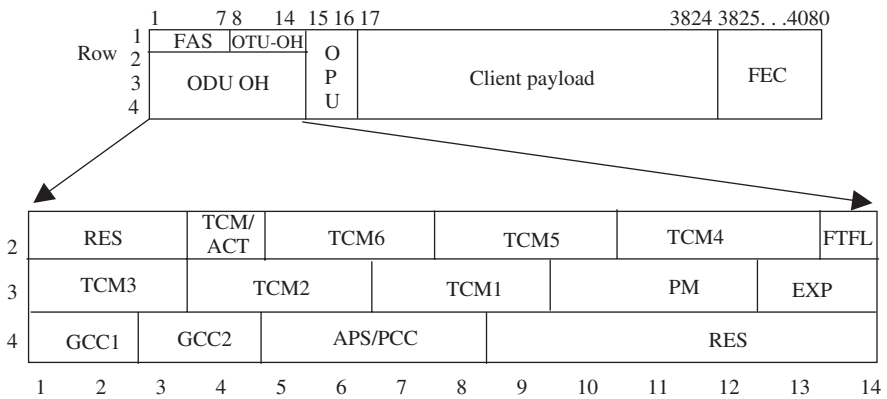 1 7 8 14 15 16 17 3824 3825. . .4080
Row
1 FAS OTU-OH
2
3 ODU OH
4
O
P
U
Client payload
FEC
2 RES TCM/
ACT TCM6 TCM5 TCM4 FTFL
3 TCM3 TCM2 TCM1 PM EXP
4 GCC1 GCC2 APS/PCC RES
1 2 3 4 5 6 7 8 9 10 11 12 13 14